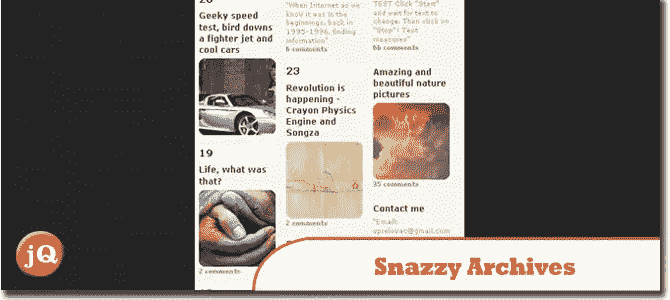 20
Geeky speed
test, bird downs
a fighter jet and
cool cars
19
Life, what was
that?
2 comments
"When Internet as we
know it was in the
beginnings, back in
1995-1996, finding
information"
6 comments
23
Revolution is
happening -
Crayon Physics
Engine and
Songza
2 comments
TEST Click "Start"
and wait for text to
change. Then click on
"Stop"! Test
measures"
66 comments
Amazing and
beautiful nature
pictures
35 comments
Contact me
"Email:
vprelovac@gmail.com
jQ
Snazzy Archives